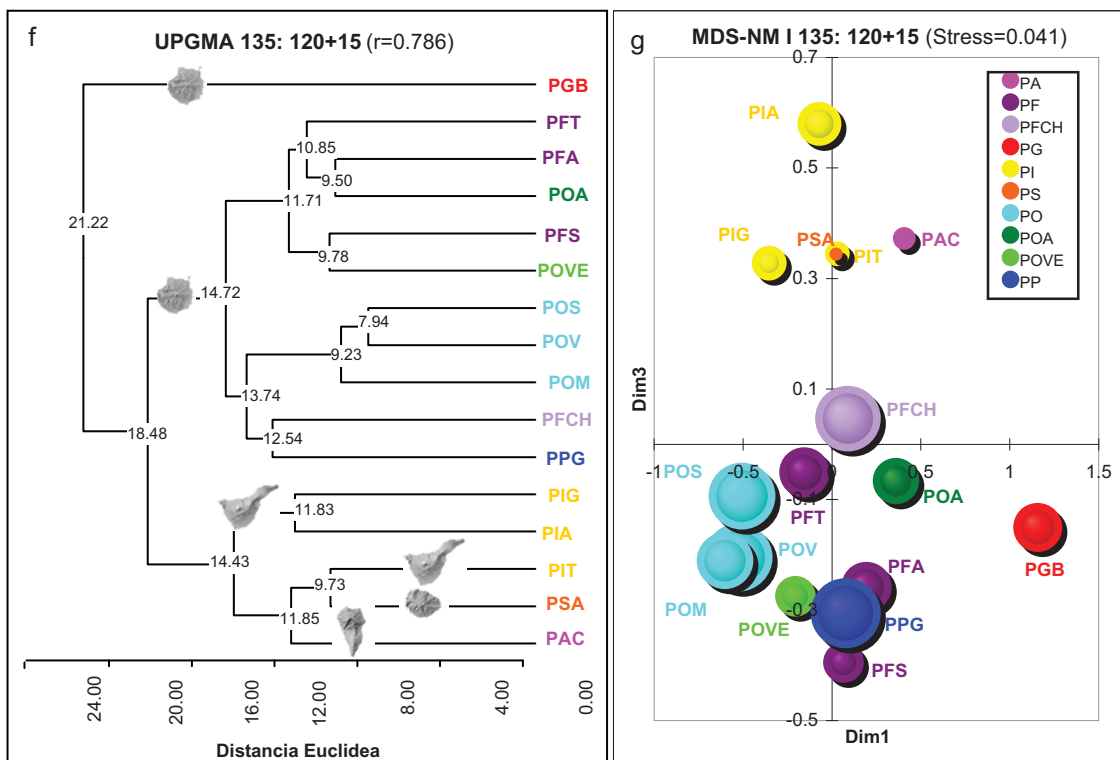 f
UPGMA 135: 120+15 (r=0.786)
PGB
PFT
10.85
PFA
9.50
POA
21.22
11.71
PFS
9.78
POVE
14.72
POS
7.94
POV
9.23
POM
13.74
PFCH
18.48
12.54
PPG
PIG
11.83
PIA
14.43
PIT
9.73
PSA
11.85
PAC
24.00 20.00 16.00 12.00 8.00 4.00 0.00
Distancia Euclidea
g
MDS-NM I 135: 120+15 (Stress=0.041)
0.7
PA
PF
PFCH
PG
PI
PS
PO
POA
POVE
PP
PIA
0.5
PIG
PSA
PIT
PAC
0.3
Dim3
0.1
PFCH
-1 -0.5 0 0.5 1 1.5
POS
-0.1
PFT
POA
POV
PGB
PFA
POM
-0.3
POVE
PPG
PFS
-0.5
Dim1